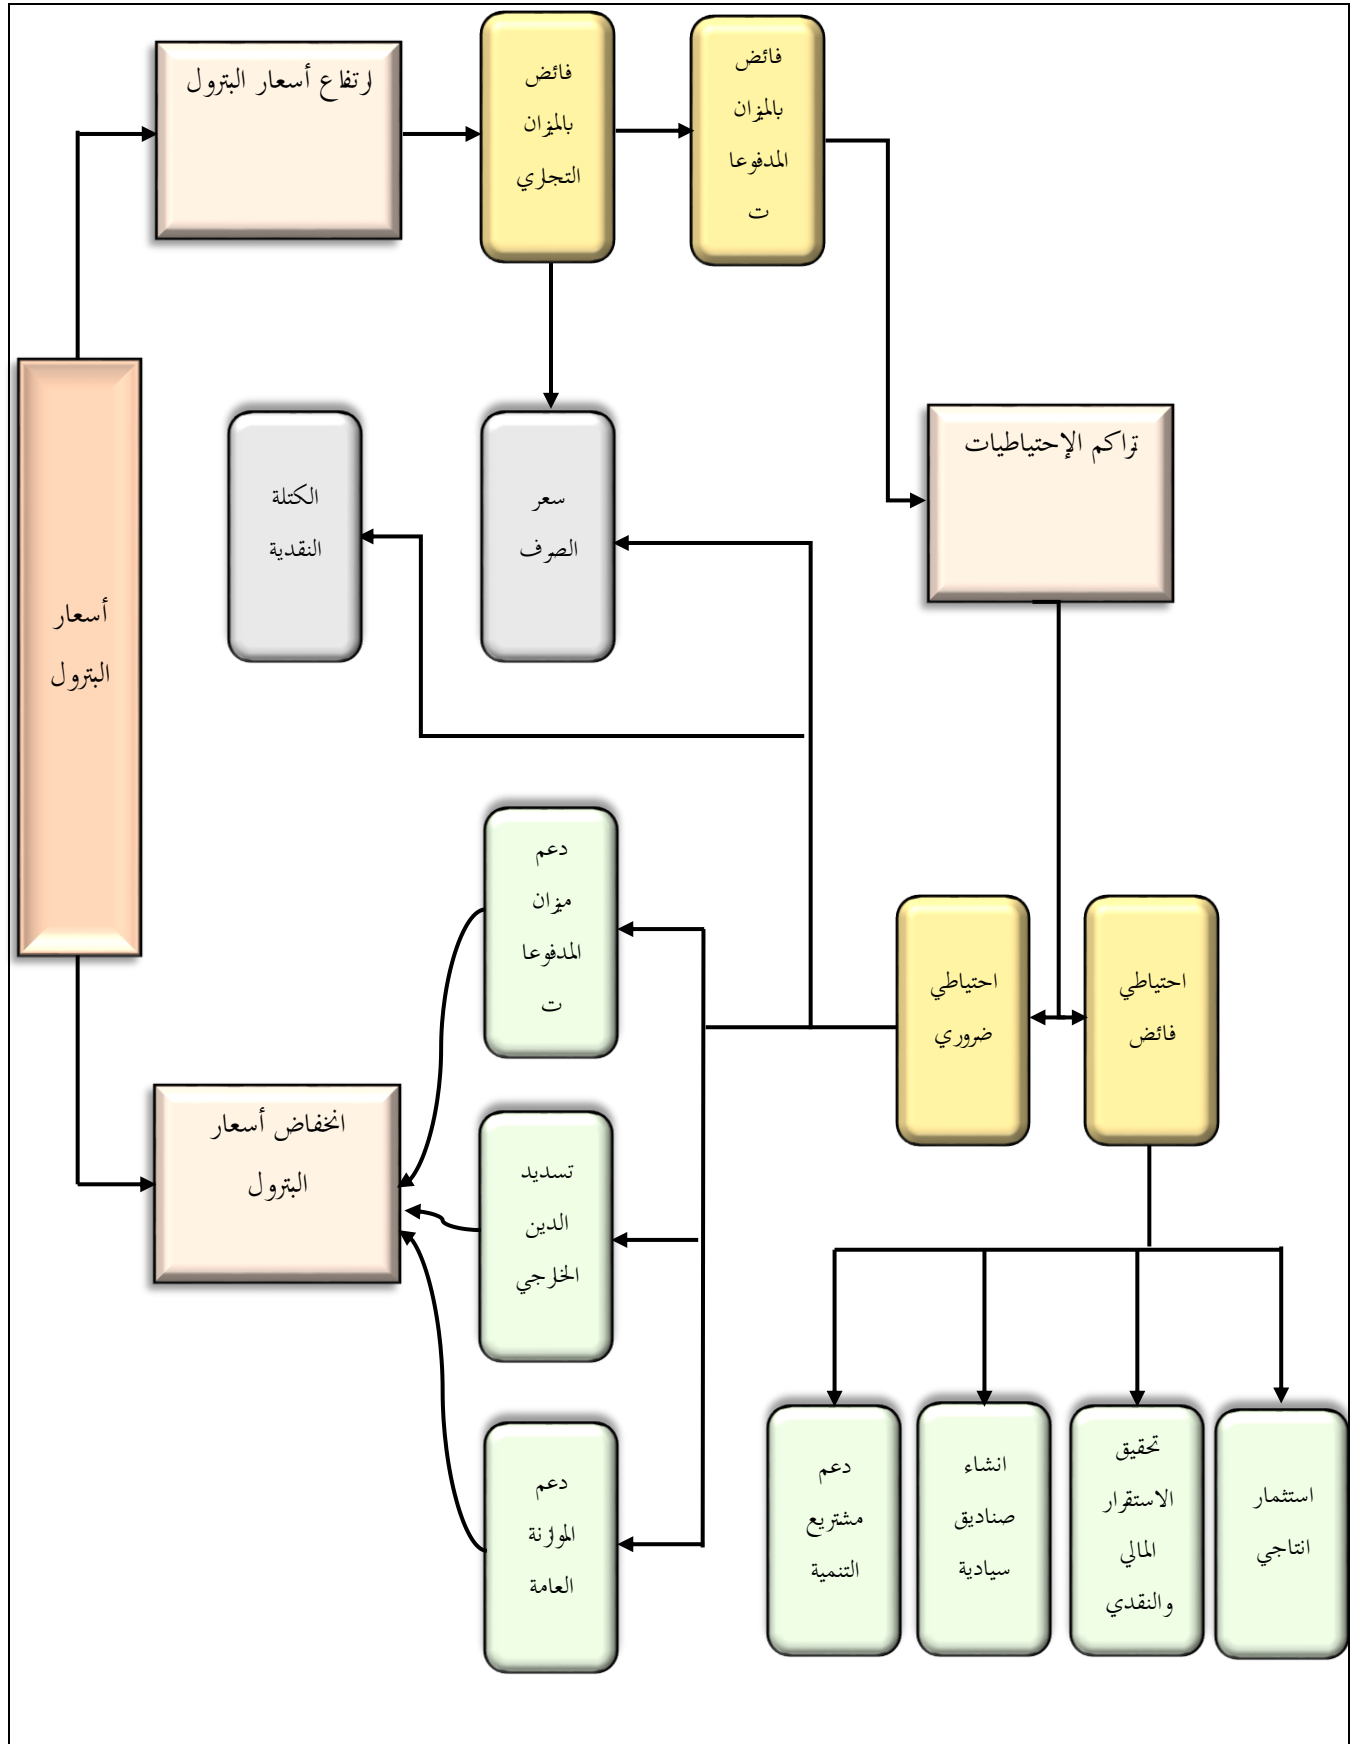 ارتفاع أسعار البترول
فائض
بالميزان
التجاري
فائض
بالميزان
المدفوعا
ت
تراكم الإحتياطيات
سعر
الصرف
الكتلة
النقدية
أسعار
البترول
دعم
ميزان
المدفوعا
ت
احتياطي
فائض
احتياطي
ضروري
انخفاض أسعار
البترول
تسديد
الدين
الخارجي
دعم
الموازنة
العامة
استثمار
انتاجي
تحقيق
الاستقرار
المالي
والنقدي
انشاء
صناديق
سيادية
دعم
مشتريع
التنمية